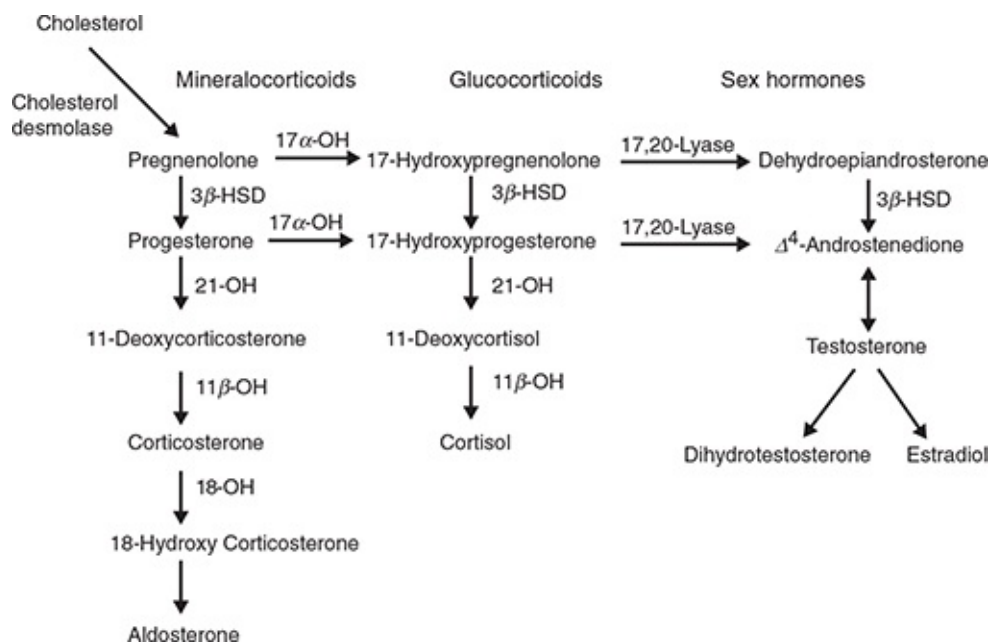 Cholesterol
Mineralocorticoids Glucocorticoids Sex hormones
Cholesterol
desmolase
17α-OH 17,20-Lyase
Pregnenolone 17-Hydroxypregnenolone Dehydroepiandrosterone
3β-HSD 3β-HSD 3β-HSD
17α-OH 17,20-Lyase
Progesterone 17-Hydroxyprogesterone Δ⁴-Androstenedione
21-OH 21-OH
11-Deoxycorticosterone 11-Deoxycortisol Testosterone
11β-OH 11β-OH
Corticosterone Cortisol Dihydrotestosterone Estradiol
18-OH
18-Hydroxy Corticosterone
Aldosterone